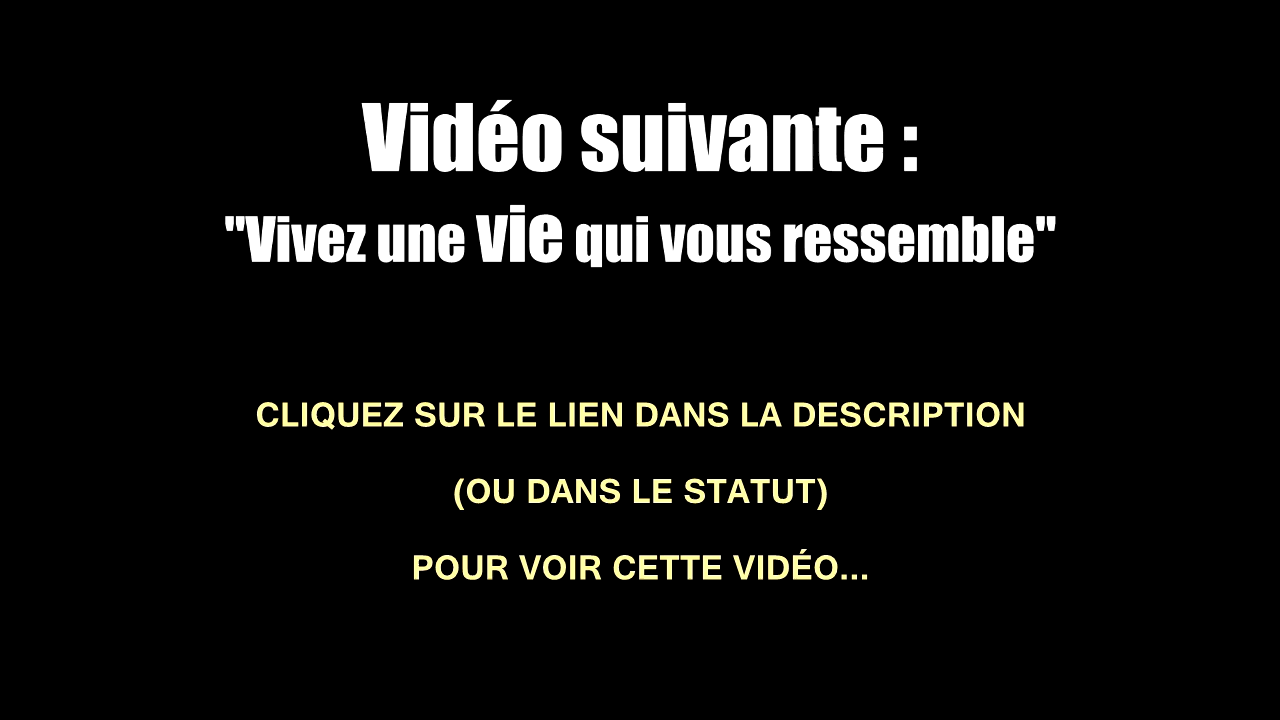 Vidéo suivante :
"Vivez une vie qui vous ressemble"
CLIQUEZ SUR LE LIEN DANS LA DESCRIPTION
(OU DANS LE STATUT)
POUR VOIR CETTE VIDÉO...